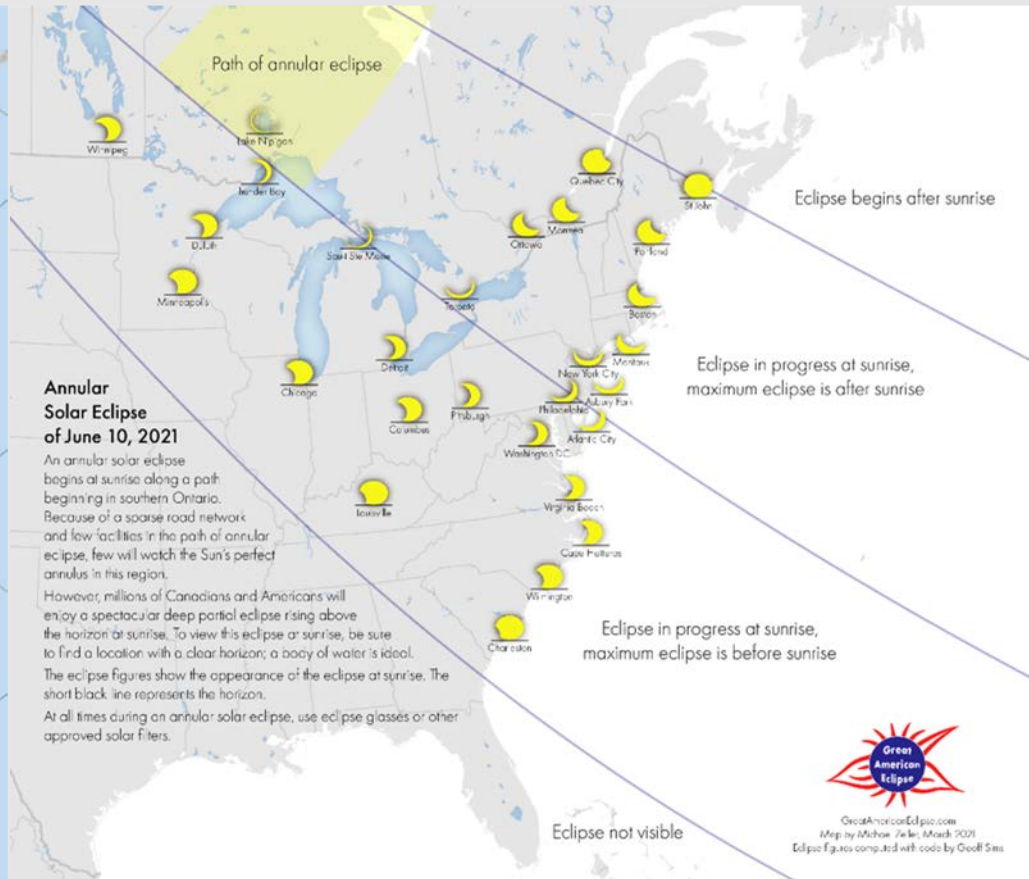 Path of annular eclipse
Winnipeg
Lake Nipigon
Thunder Bay
Quebec City
St John
Eclipse begins after sunrise
Duluth
Sault Ste Marie
Ottawa
Montreal
Portland
Minneapolis
Toronto
Boston
Detroit
Montauk
New York City
Eclipse in progress at sunrise,
maximum eclipse is after sunrise
Chicago
Columbus
Pittsburgh
Philadelphia
Asbury Park
Atlantic City
Washington DC
Annular
Solar Eclipse
of June 10, 2021
An annular solar eclipse
begins at sunrise along a path
beginning in southern Ontario.
Because of a sparse road network
and few facilities in the path of annular
eclipse, few will watch the Sun's perfect
annulus in this region.
However, millions of Canadians and Americans will
enjoy a spectacular deep partial eclipse rising above
the horizon at sunrise. To view this eclipse at sunrise, be sure
to find a location with a clear horizon; a body of water is ideal.
The eclipse figures show the appearance of the eclipse at sunrise. The
short black line represents the horizon.
At all times during an annular solar eclipse, use eclipse glasses or other
approved solar filters.
Louisville
Virginia Beach
Cape Hatteras
Wilmington
Charleston
Eclipse in progress at sunrise,
maximum eclipse is before sunrise
Eclipse not visible
Great
American
Eclipse
GreatAmericanEclipse.com
Map by Michael Zeiler, March 2021
Eclipse figures computed with code by Geoff Sims